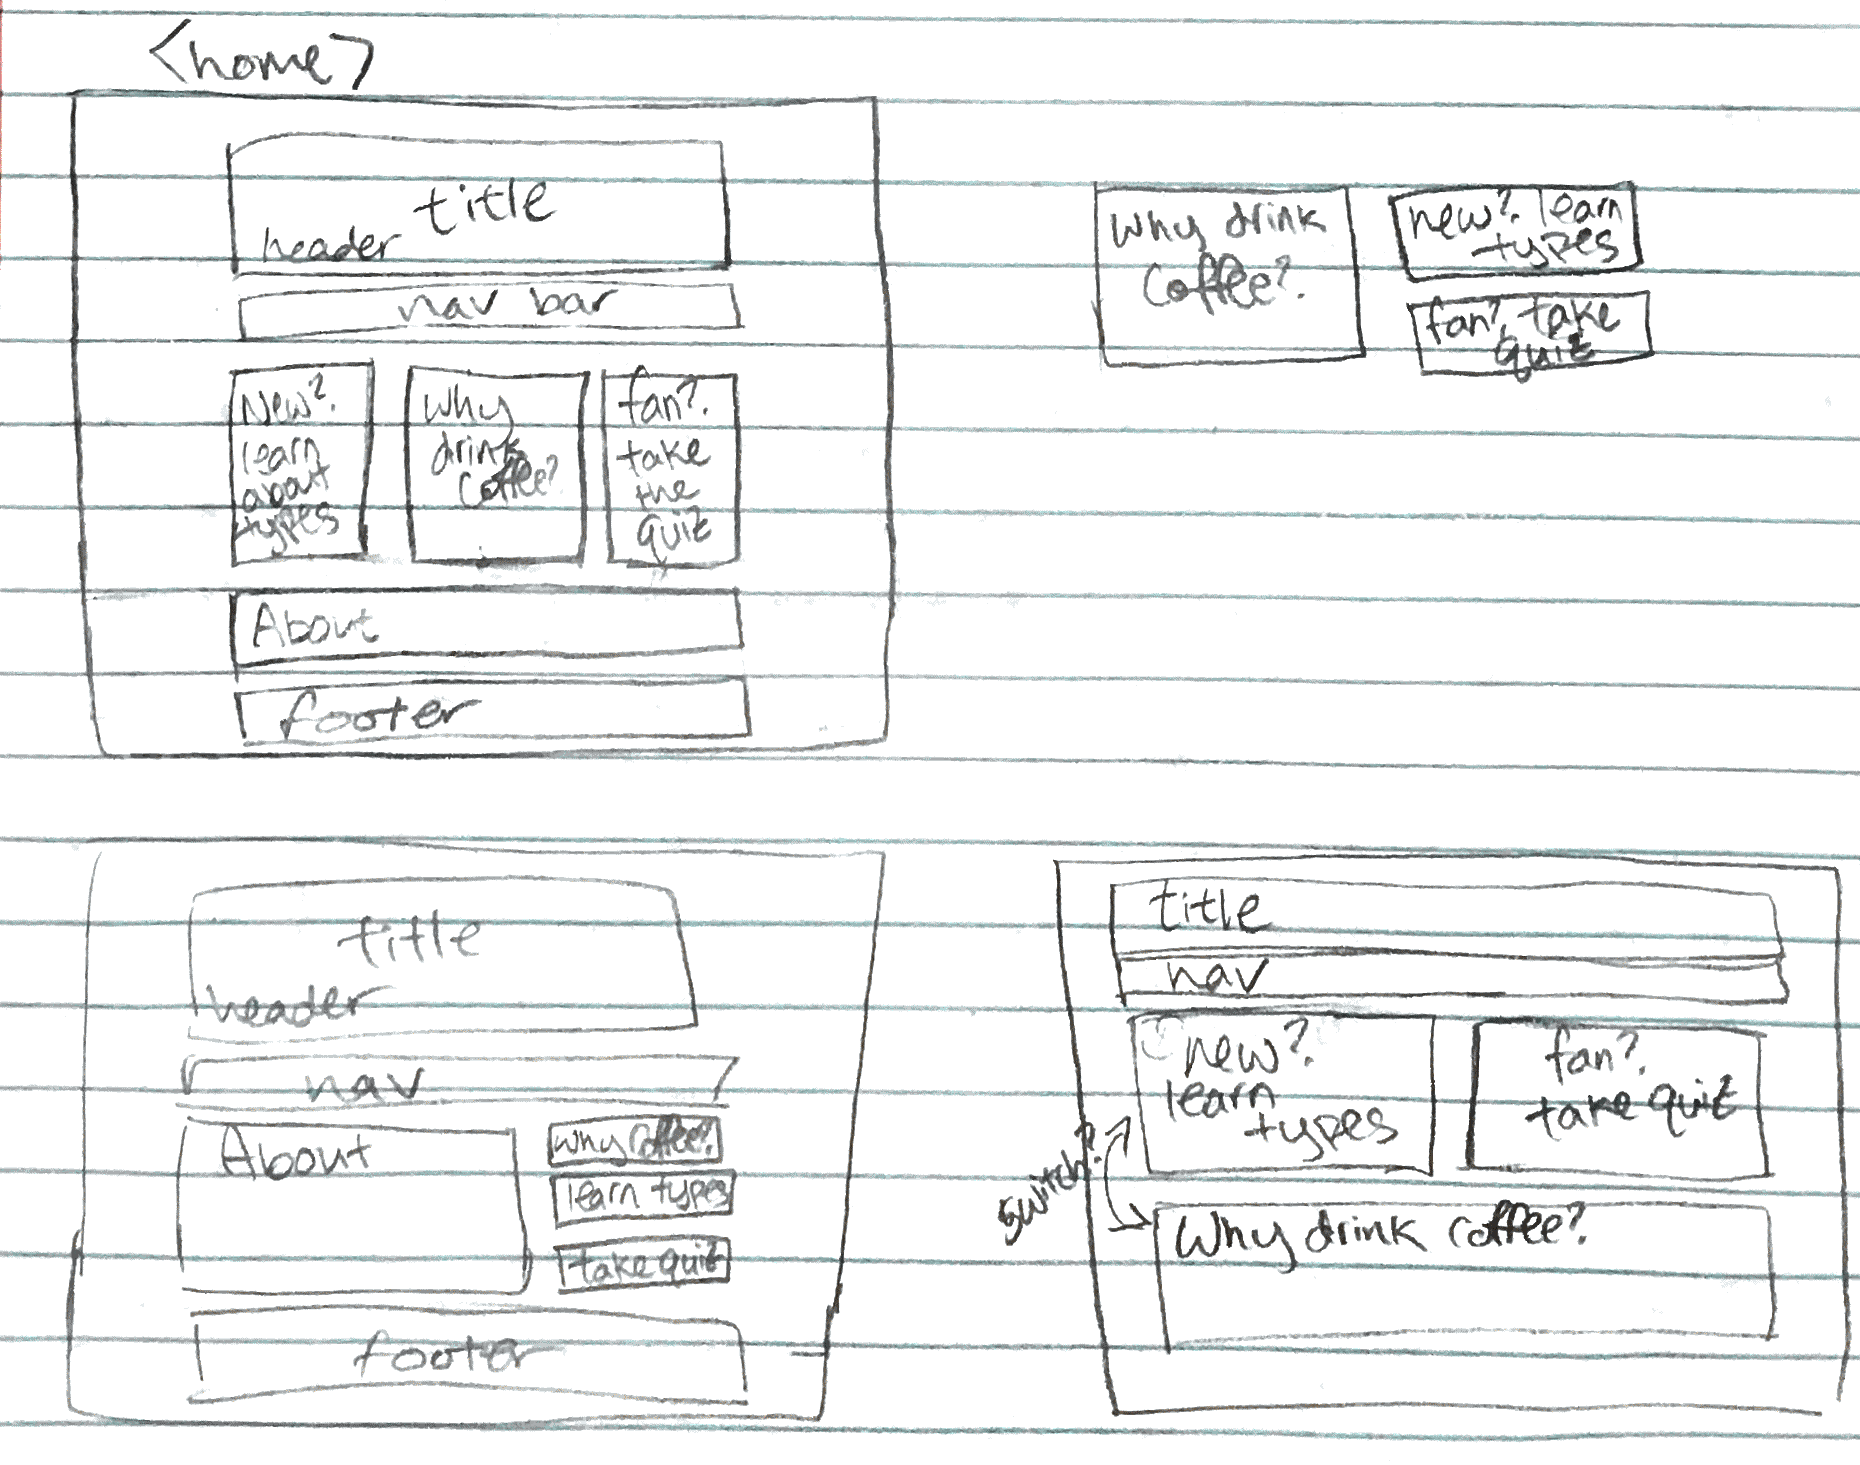 <home>
title
header
nav bar
New?
learn
about
types
why
drink
coffee?
fan?
take
the
quiz
About
footer
why drink
coffee?
new? learn
types
fan? take
quiz
title
header
nav
About
why coffee?
learn types
take quiz
footer
title
nav
new?
learn
types
fan?
take quiz
switch?
Why drink coffee?